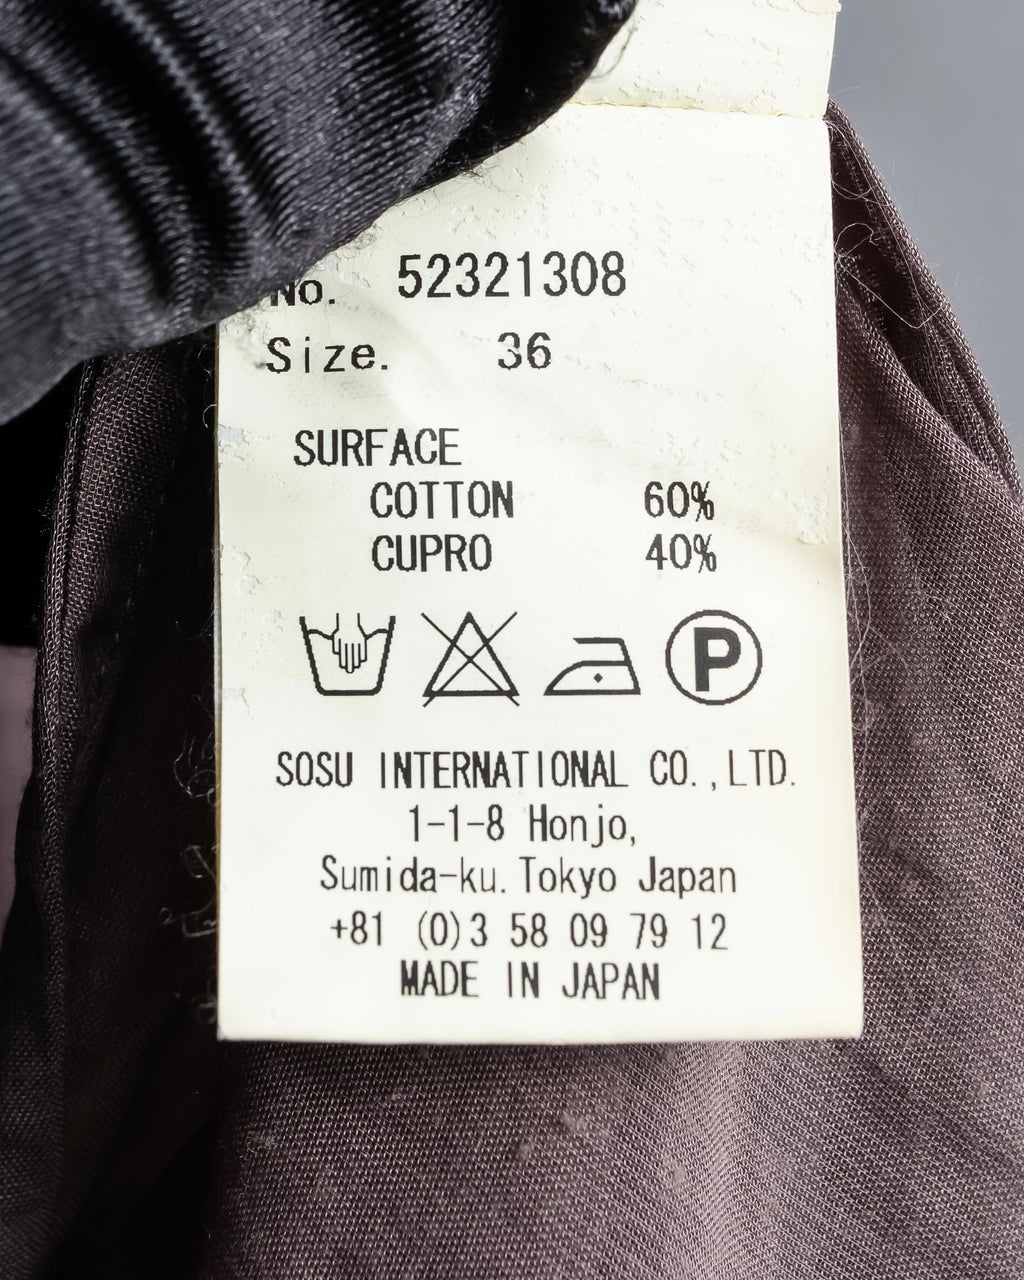 No. 52321308
Size. 36
SURFACE
COTTON 60%
CUPRO 40%
P
SOSU INTERNATIONAL CO.,LTD.
1-1-8 Honjo,
Sumida-ku. Tokyo Japan
+81 (0)3 58 09 79 12
MADE IN JAPAN